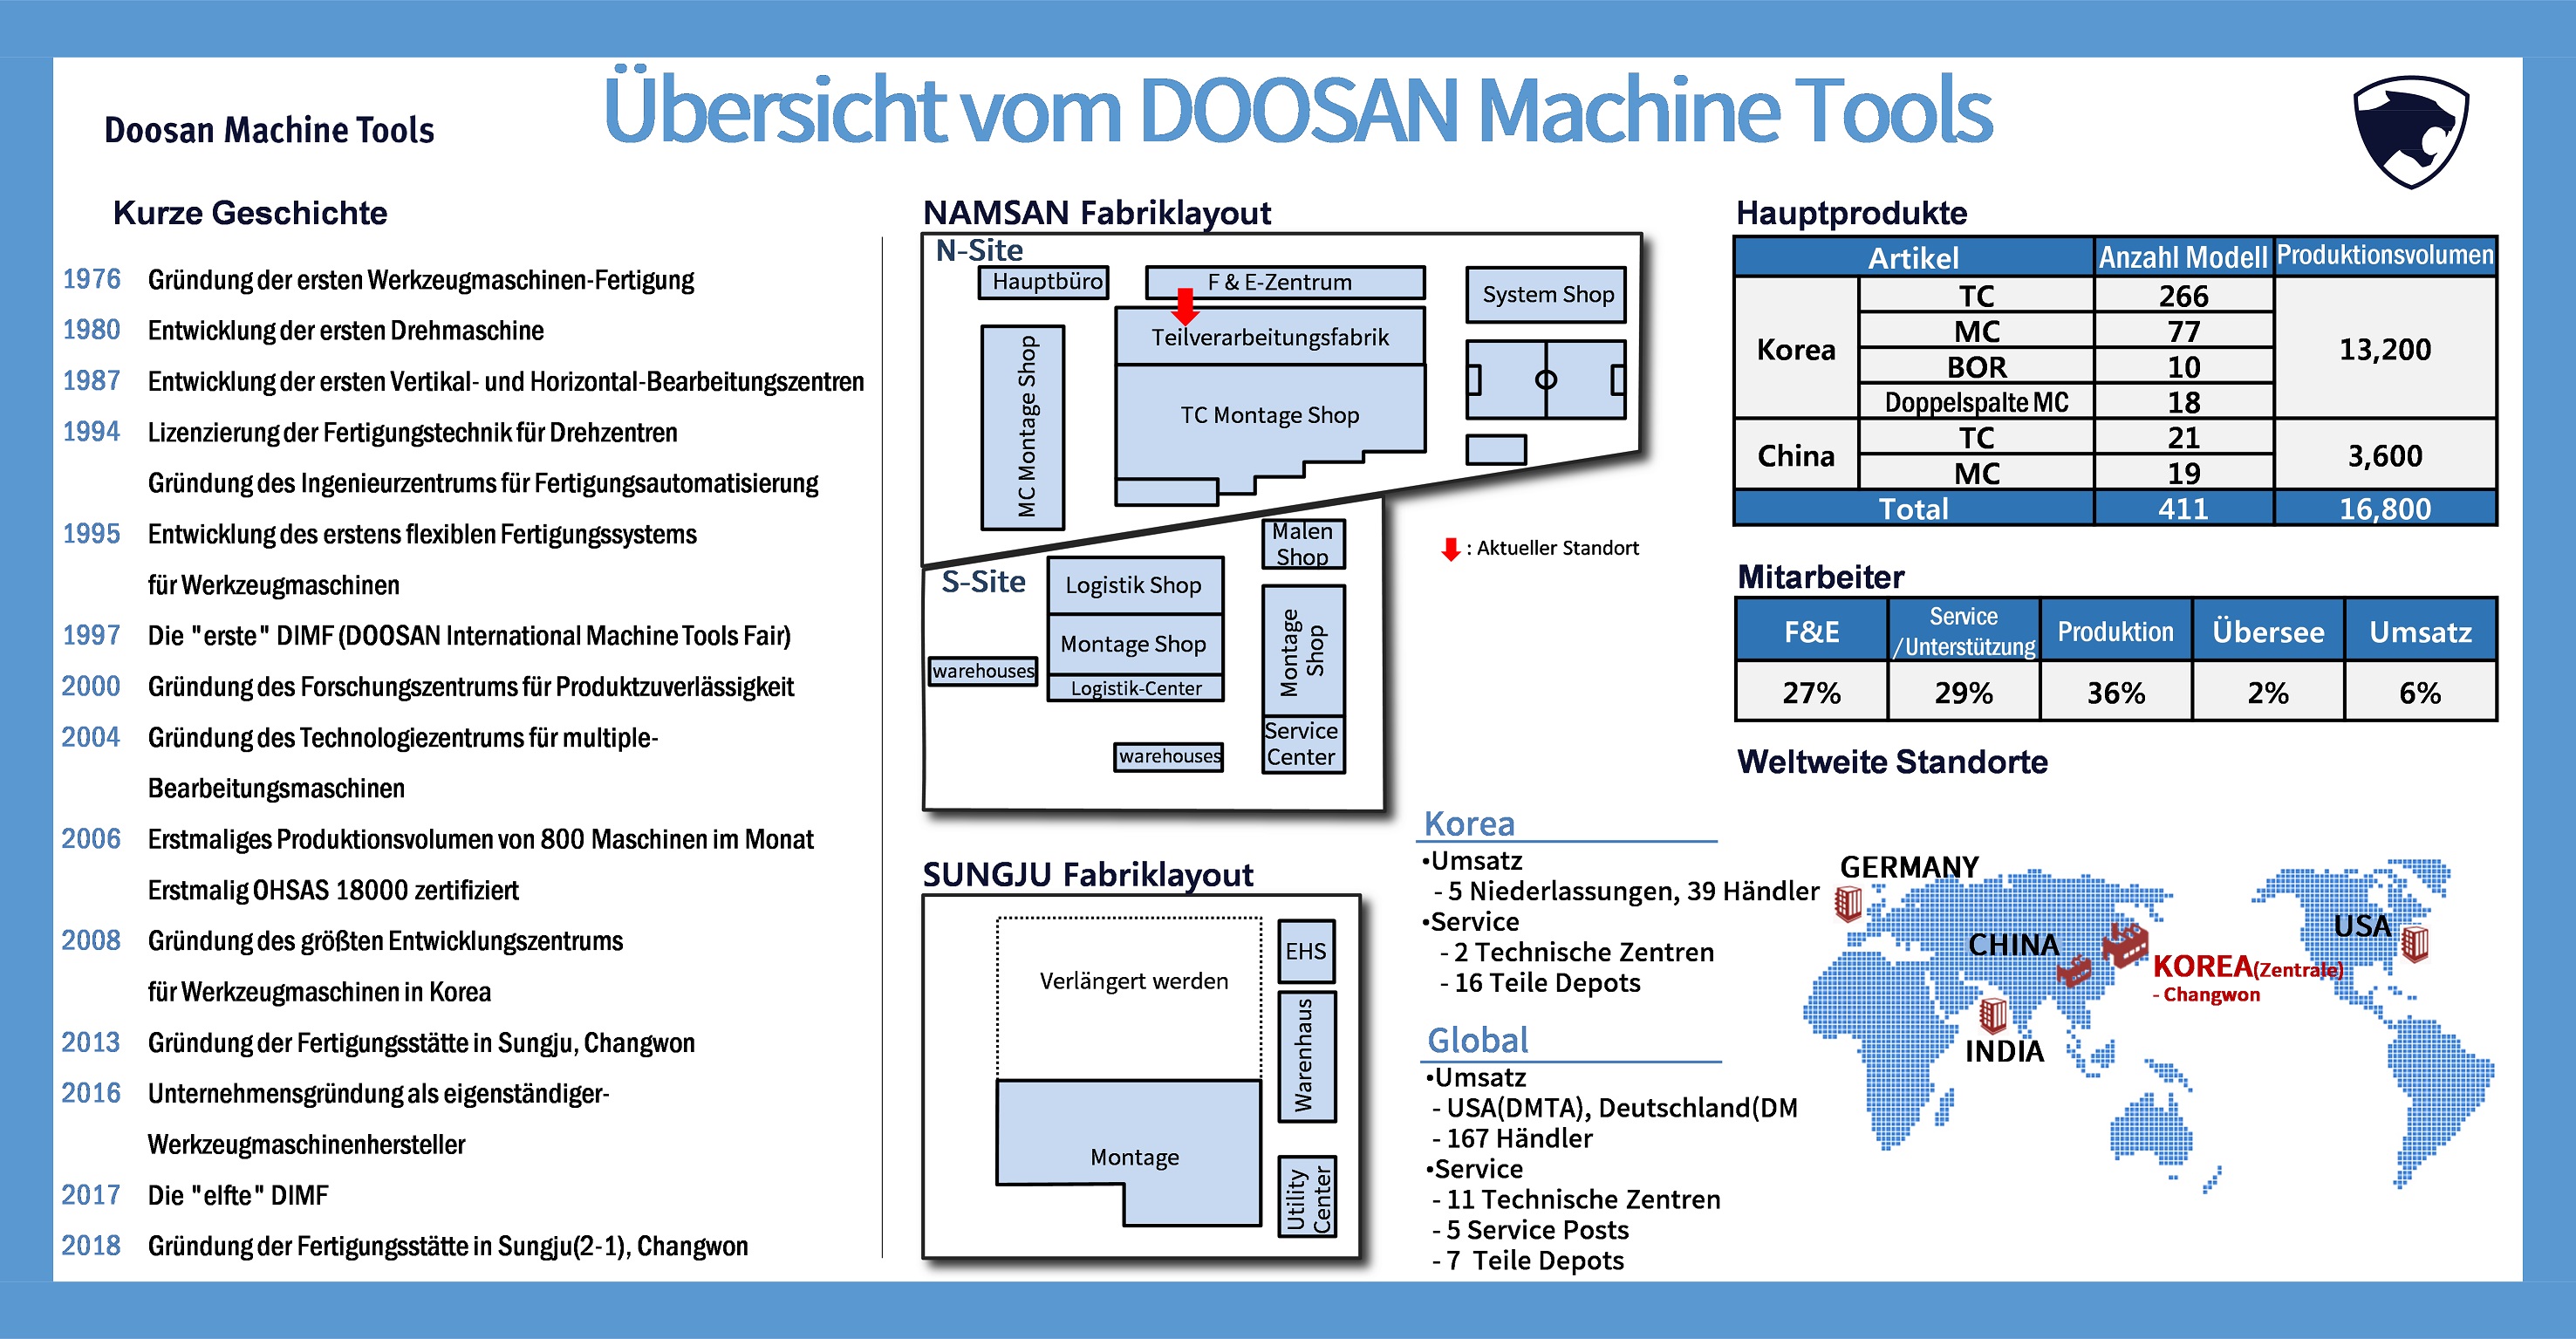 Übersicht vom DOOSAN Machine Tools
Doosan Machine Tools
Kurze Geschichte
1976 Gründung der ersten Werkzeugmaschinen-Fertigung
1980 Entwicklung der ersten Drehmaschine
1987 Entwicklung der ersten Vertikal- und Horizontal-Bearbeitungszentren
1994 Lizenzierung der Fertigungstechnik für Drehzentren
Gründung des Ingenieurzentrums für Fertigungsautomatisierung
1995 Entwicklung des erstens flexiblen Fertigungssystems
für Werkzeugmaschinen
1997 Die "erste" DIMF (DOOSAN International Machine Tools Fair)
2000 Gründung des Forschungszentrums für Produktzuverlässigkeit
2004 Gründung des Technologiezentrums für multiple-
Bearbeitungsmaschinen
2006 Erstmaliges Produktionsvolumen von 800 Maschinen im Monat
Erstmalig OHSAS 18000 zertifiziert
2008 Gründung des größten Entwicklungszentrums
für Werkzeugmaschinen in Korea
2013 Gründung der Fertigungsstätte in Sungju, Changwon
2016 Unternehmensgründung als eigenständiger-
Werkzeugmaschinenhersteller
2017 Die "elfte" DIMF
2018 Gründung der Fertigungsstätte in Sungju(2-1), Changwon
NAMSAN Fabriklayout
N-Site
Hauptbüro
F & E-Zentrum
System Shop
Teilverarbeitungsfabrik
MC Montage Shop
TC Montage Shop
: Aktueller Standort
S-Site
Malen
Shop
Logistik Shop
Montage Shop
Logistik-Center
warehouses
Montage
Shop
Service
Center
warehouses
SUNGJU Fabriklayout
Verlängert werden
EHS
Warenhaus
Montage
Utility
Center
Korea
•Umsatz
- 5 Niederlassungen, 39 Händler
•Service
- 2 Technische Zentren
- 16 Teile Depots
Global
•Umsatz
- USA(DMTA), Deutschland(DM
- 167 Händler
•Service
- 11 Technische Zentren
- 5 Service Posts
- 7 Teile Depots
Hauptprodukte
Artikel Anzahl Modell Produktionsvolumen
Korea TC 266 13,200
MC 77
BOR 10
Doppelspalte MC 18
China TC 21 3,600
MC 19
Total 411 16,800
Mitarbeiter
F&E Service /Unterstützung Produktion Übersee Umsatz
27% 29% 36% 2% 6%
Weltweite Standorte
GERMANY
CHINA
USA
KOREA(Zentrale)
- Changwon
INDIA